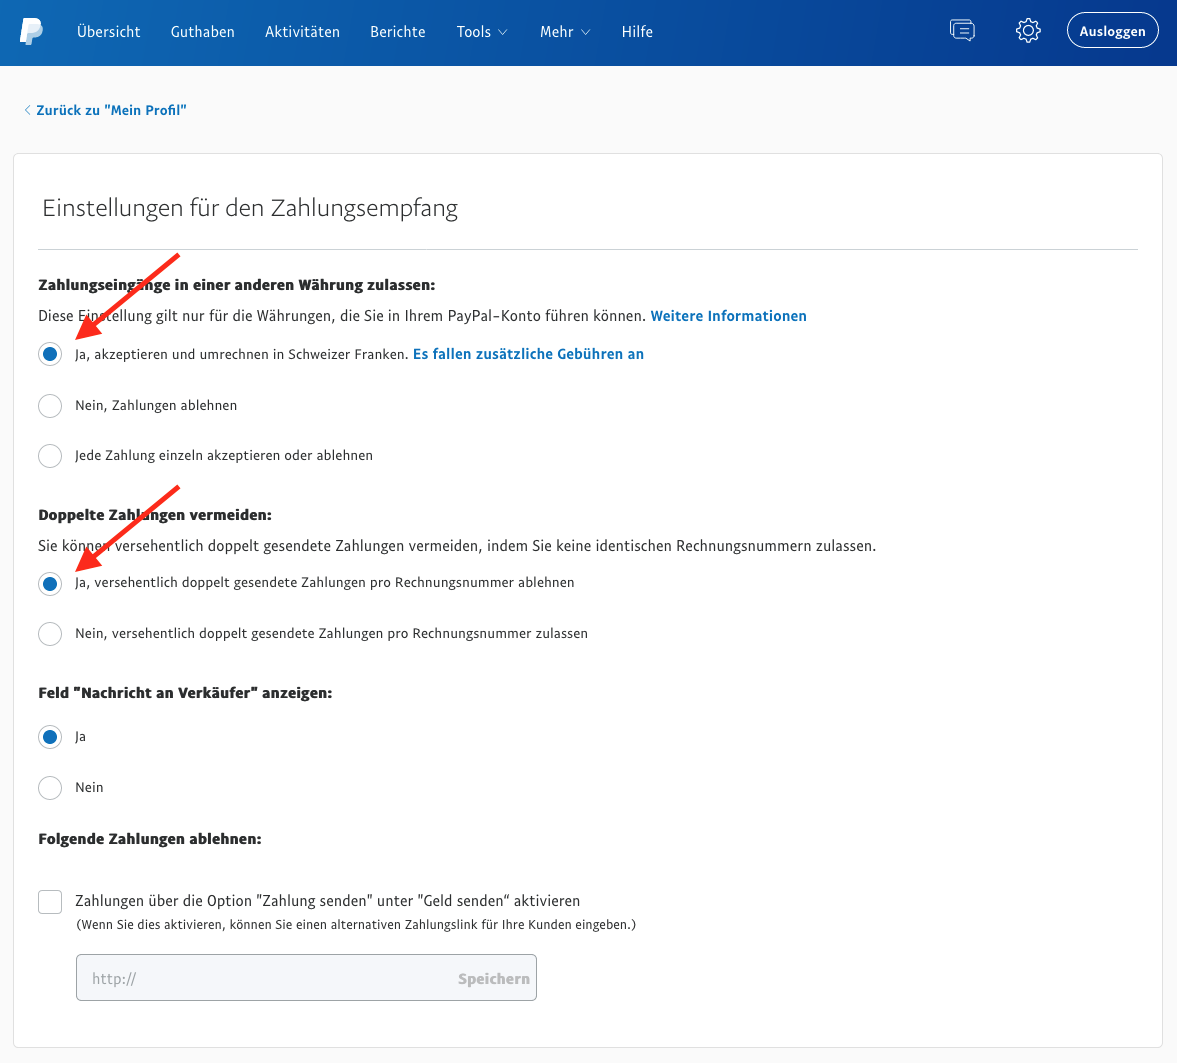 Übersicht Guthaben Aktivitäten Berichte Tools Mehr Hilfe Ausloggen
Zurück zu "Mein Profil"
Einstellungen für den Zahlungsempfang
Zahlungseingänge in einer anderen Währung zulassen:
Diese Einstellung gilt nur für die Währungen, die Sie in Ihrem PayPal-Konto führen können. Weitere Informationen
Ja, akzeptieren und umrechnen in Schweizer Franken. Es fallen zusätzliche Gebühren an
Nein, Zahlungen ablehnen
Jede Zahlung einzeln akzeptieren oder ablehnen
Doppelte Zahlungen vermeiden:
Sie können versehentlich doppelt gesendete Zahlungen vermeiden, indem Sie keine identischen Rechnungsnummern zulassen.
Ja, versehentlich doppelt gesendete Zahlungen pro Rechnungsnummer ablehnen
Nein, versehentlich doppelt gesendete Zahlungen pro Rechnungsnummer zulassen
Feld "Nachricht an Verkäufer" anzeigen:
Ja
Nein
Folgende Zahlungen ablehnen:
Zahlungen über die Option "Zahlung senden" unter "Geld senden“ aktivieren
(Wenn Sie dies aktivieren, können Sie einen alternativen Zahlungslink für Ihre Kunden eingeben.)
http:// Speichern